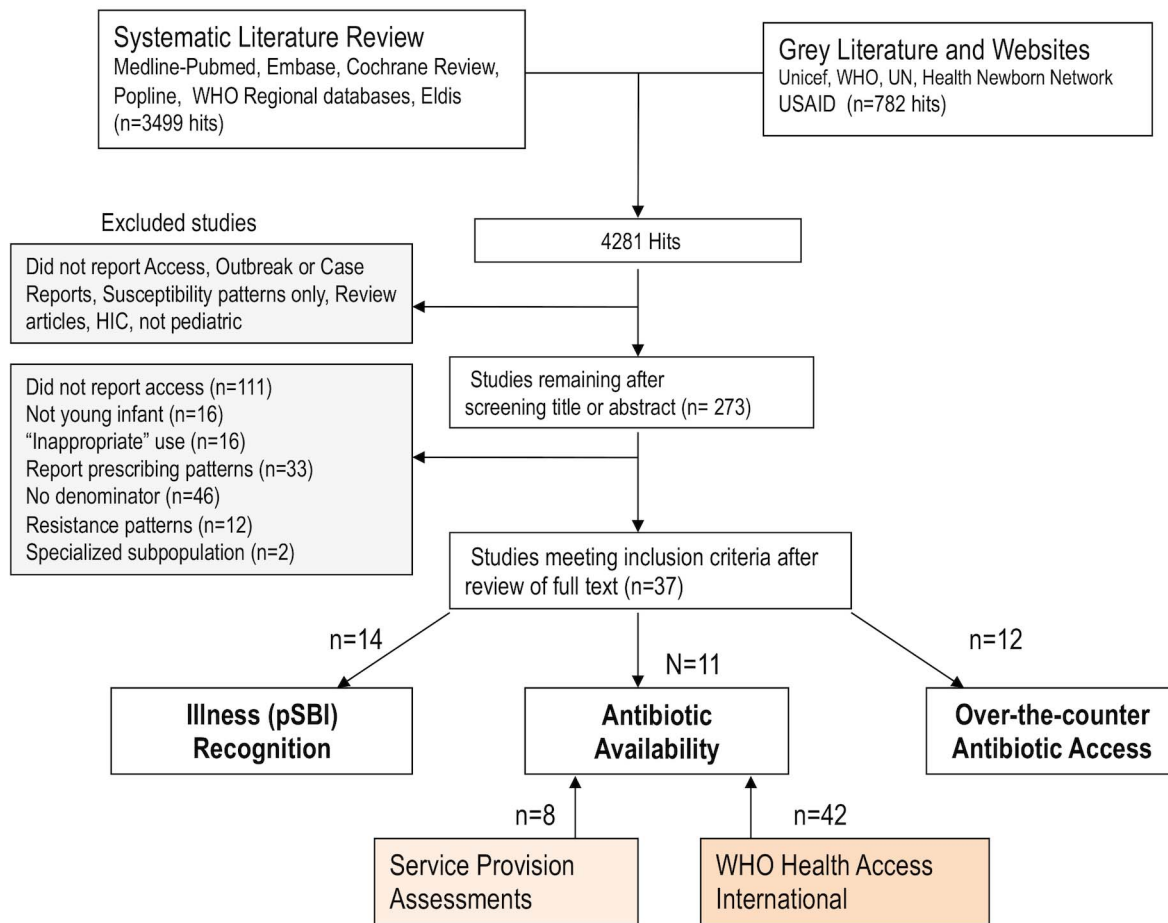 Systematic Literature Review
Medline-Pubmed, Embase, Cochrane Review,
Popline, WHO Regional databases, Eldis
(n=3499 hits)
Grey Literature and Websites
Unicef, WHO, UN, Health Newborn Network
USAID (n=782 hits)
4281 Hits
Excluded studies
Did not report Access, Outbreak or Case
Reports, Susceptibility patterns only, Review
articles, HIC, not pediatric
Studies remaining after
screening title or abstract (n= 273)
Did not report access (n=111)
Not young infant (n=16)
“Inappropriate” use (n=16)
Report prescribing patterns (n=33)
No denominator (n=46)
Resistance patterns (n=12)
Specialized subpopulation (n=2)
Studies meeting inclusion criteria after
review of full text (n=37)
n=14
N=11
n=12
Illness (pSBI)
Recognition
Antibiotic
Availability
Over-the-counter
Antibiotic Access
n=8
n=42
Service Provision
Assessments
WHO Health Access
International